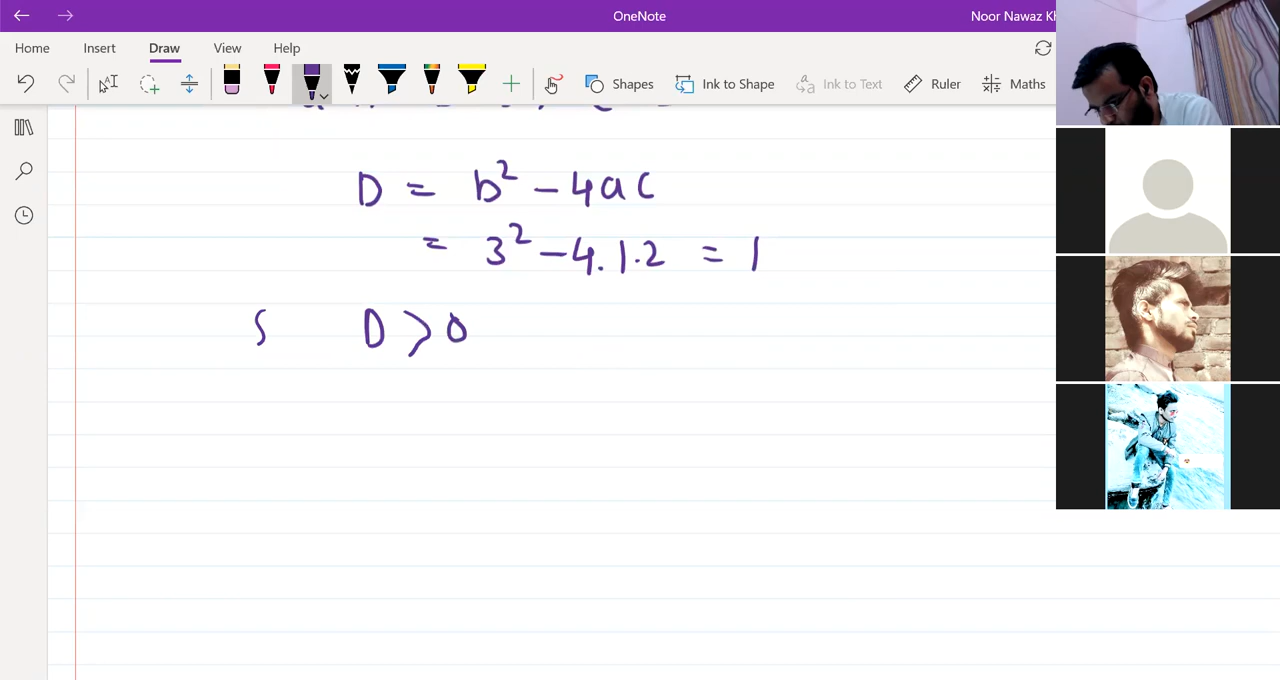 OneNote
Noor Nawaz Kh
Home Insert Draw View Help
Shapes Ink to Shape Ink to Text Ruler Maths
D = b² - 4ac
= 3² - 4.1.2 = 1
S D > 0